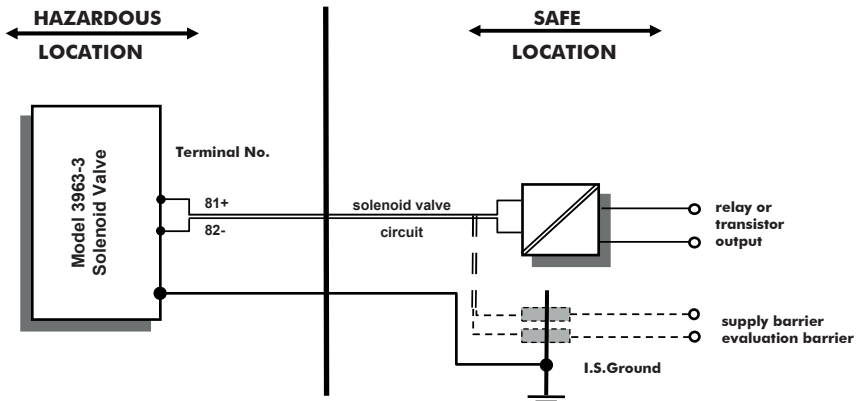 HAZARDOUS
LOCATION
SAFE
LOCATION
Model 3963-3
Solenoid Valve
Terminal No.
81+
82-
solenoid valve
circuit
relay or
transistor
output
supply barrier
evaluation barrier
I.S.Ground